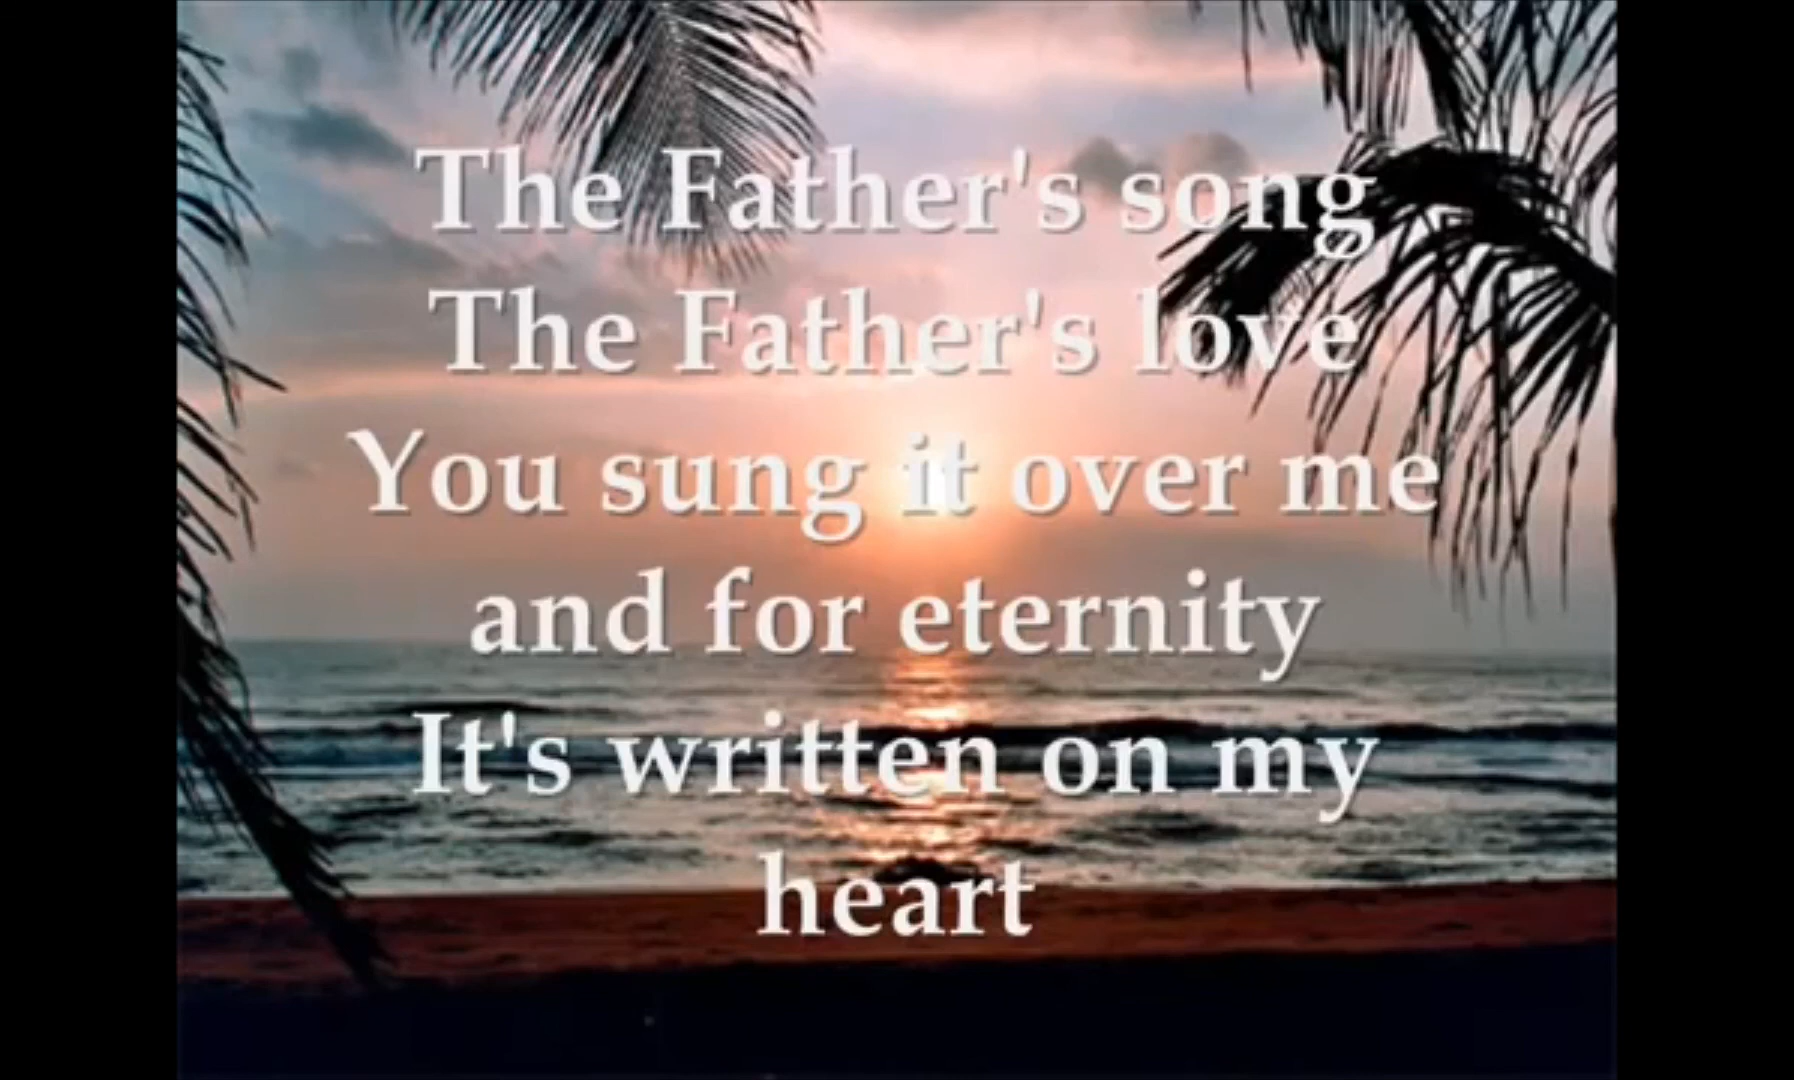 The Father's song
The Father's love
You sung it over me
and for eternity
It's written on my
heart